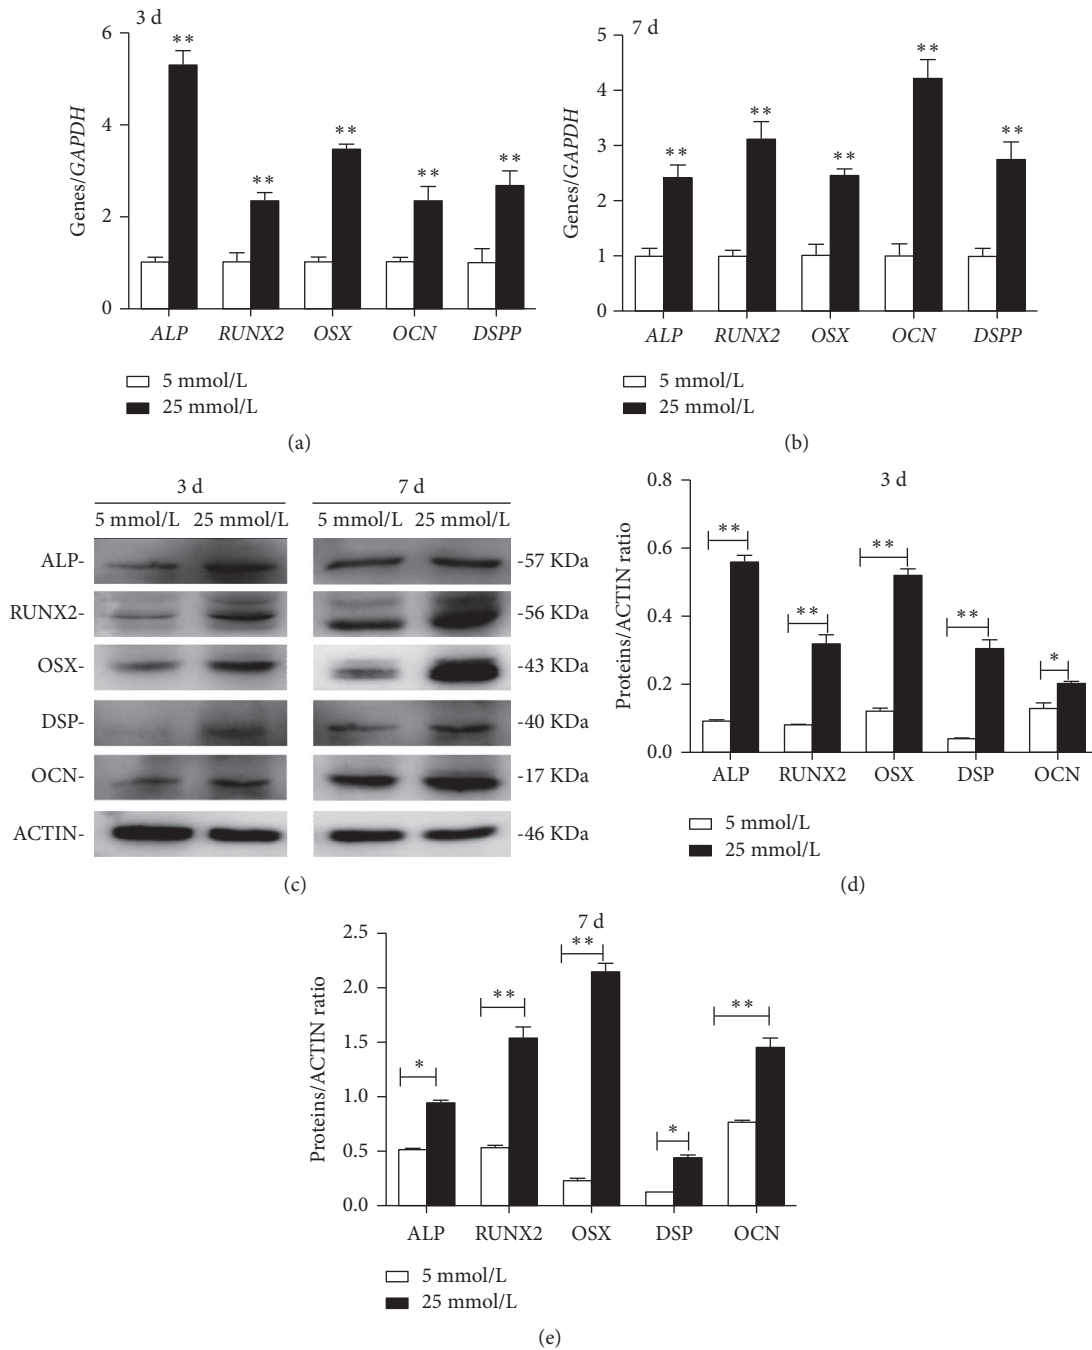 3 d
6
4
2
0
Genes/GAPDH
**
**
**
**
**
ALP RUNX2 OSX OCN DSPP
5 mmol/L
25 mmol/L
(a)
7 d
5
4
3
2
1
0
Genes/GAPDH
**
**
**
**
**
ALP RUNX2 OSX OCN DSPP
5 mmol/L
25 mmol/L
(b)
3 d 7 d
5 mmol/L 25 mmol/L 5 mmol/L 25 mmol/L
ALP- -57 KDa
RUNX2- -56 KDa
OSX- -43 KDa
DSP- -40 KDa
OCN- -17 KDa
ACTIN- -46 KDa
(c)
3 d
0.8
0.6
0.4
0.2
0.0
Proteins/ACTIN ratio
**
**
**
**
*
ALP RUNX2 OSX DSP OCN
5 mmol/L
25 mmol/L
(d)
7 d
2.5
2.0
1.5
1.0
0.5
0.0
Proteins/ACTIN ratio
*
**
**
*
**
ALP RUNX2 OSX DSP OCN
5 mmol/L
25 mmol/L
(e)